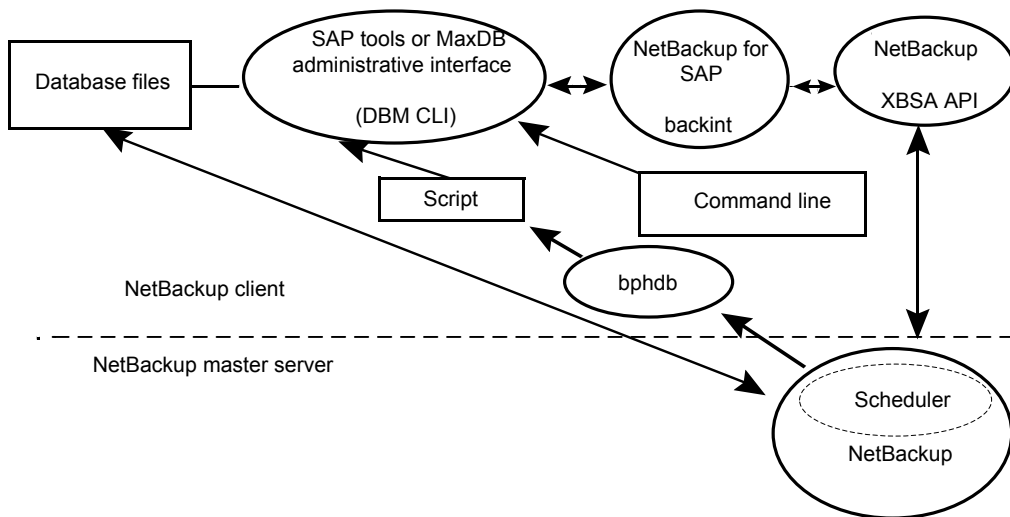 Database files
SAP tools or MaxDB
administrative interface
(DBM CLI)
NetBackup for
SAP
backint
NetBackup
XBSA API
Script
Command line
bphdb
NetBackup client
NetBackup master server
Scheduler
NetBackup